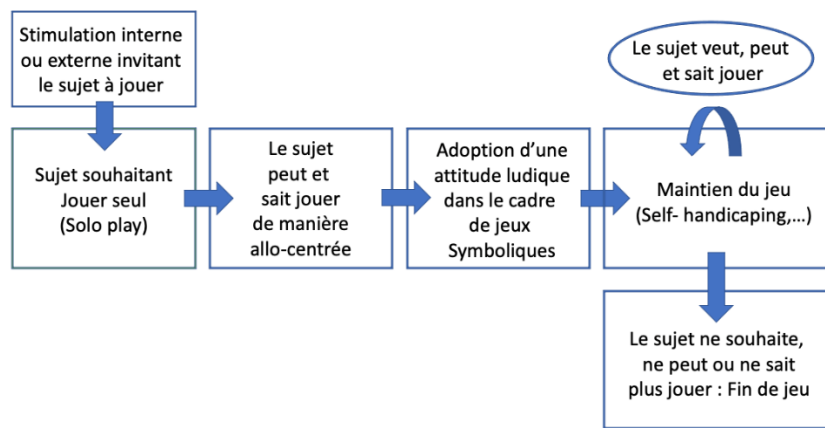 Stimulation interne
ou externe invitant
le sujet à jouer
Le sujet veut, peut
et sait jouer
Sujet souhaitant
Jouer seul
(Solo play)
Le sujet
peut et
sait jouer
de manière
allo-centrée
Adoption d'une
attitude ludique
dans le cadre
de jeux
Symboliques
Maintien du jeu
(Self- handicaping,...)
Le sujet ne souhaite,
ne peut ou ne sait
plus jouer : Fin de jeu